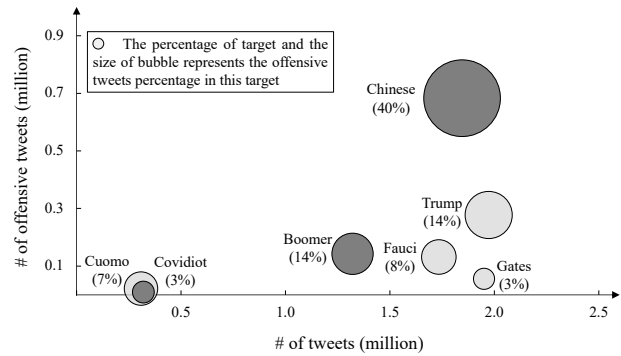 The percentage of target and the
size of bubble represents the offensive
tweets percentage in this target
# of offensive tweets (million)
0.9
0.7
0.5
0.3
0.1
Chinese
(40%)
Trump
(14%)
Boomer
(14%)
Fauci
(8%)
Gates
(3%)
Cuomo
(7%)
Covidiot
(3%)
0.5
1.0
1.5
2.0
2.5
# of tweets (million)